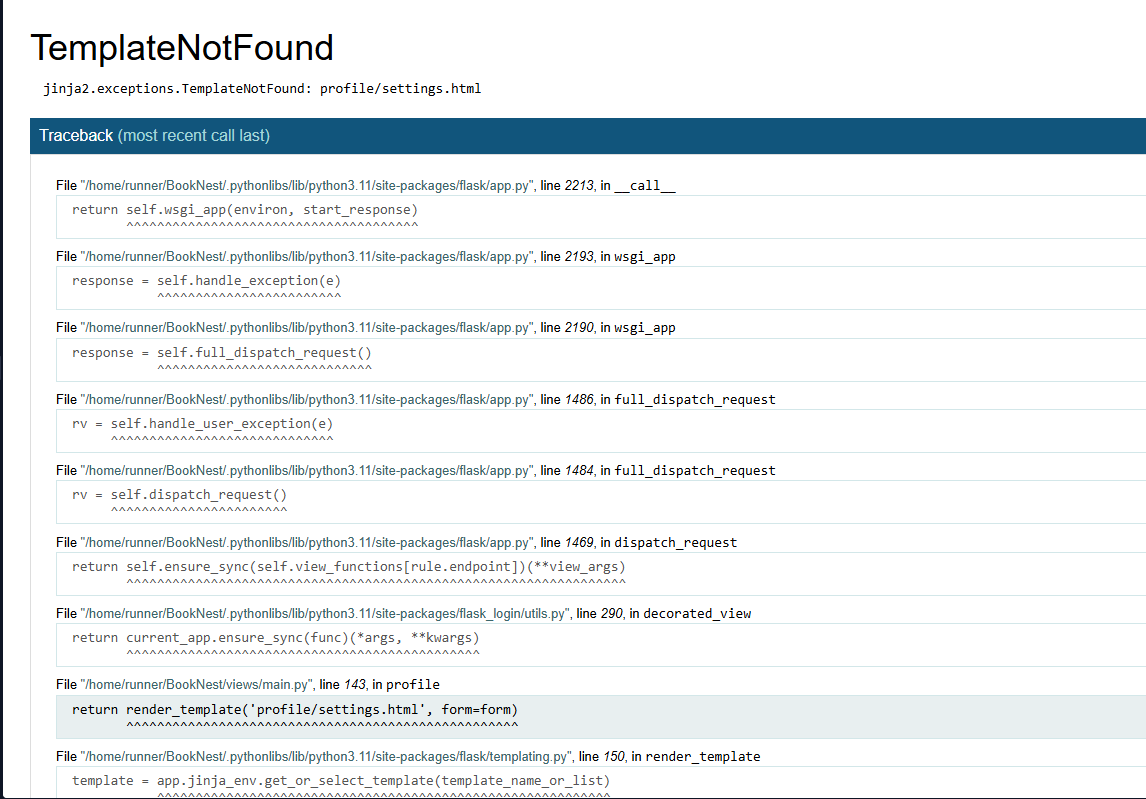 TemplateNotFound
jinja2.exceptions.TemplateNotFound: profile/settings.html
Traceback (most recent call last)
File "/home/runner/BookNest/.pythonlibs/lib/python3.11/site-packages/flask/app.py", line 2213, in __call__
return self.wsgi_app(environ, start_response)
^^^^^^^^^^^^^^^^^^^^^^^^^^^^^^^^^^^^^^
File "/home/runner/BookNest/.pythonlibs/lib/python3.11/site-packages/flask/app.py", line 2193, in wsgi_app
response = self.handle_exception(e)
^^^^^^^^^^^^^^^^^^^^^^^^
File "/home/runner/BookNest/.pythonlibs/lib/python3.11/site-packages/flask/app.py", line 2190, in wsgi_app
response = self.full_dispatch_request()
^^^^^^^^^^^^^^^^^^^^^^^^^^^^
File "/home/runner/BookNest/.pythonlibs/lib/python3.11/site-packages/flask/app.py", line 1486, in full_dispatch_request
rv = self.handle_user_exception(e)
^^^^^^^^^^^^^^^^^^^^^^^^^^^^^
File "/home/runner/BookNest/.pythonlibs/lib/python3.11/site-packages/flask/app.py", line 1484, in full_dispatch_request
rv = self.dispatch_request()
^^^^^^^^^^^^^^^^^^^^^^^
File "/home/runner/BookNest/.pythonlibs/lib/python3.11/site-packages/flask/app.py", line 1469, in dispatch_request
return self.ensure_sync(self.view_functions[rule.endpoint])(**view_args)
^^^^^^^^^^^^^^^^^^^^^^^^^^^^^^^^^^^^^^^^^^^^^^^^^^^^^^^^^^^^^^^^^
File "/home/runner/BookNest/.pythonlibs/lib/python3.11/site-packages/flask_login/utils.py", line 290, in decorated_view
return current_app.ensure_sync(func)(*args, **kwargs)
^^^^^^^^^^^^^^^^^^^^^^^^^^^^^^^^^^^^^^^^^^^^^^
File "/home/runner/BookNest/views/main.py", line 143, in profile
return render_template('profile/settings.html', form=form)
^^^^^^^^^^^^^^^^^^^^^^^^^^^^^^^^^^^^^^^^^^^^^^^^^^^
File "/home/runner/BookNest/.pythonlibs/lib/python3.11/site-packages/flask/templating.py", line 150, in render_template
template = app.jinja_env.get_or_select_template(template_name_or_list)
^^^^^^^^^^^^^^^^^^^^^^^^^^^^^^^^^^^^^^^^^^^^^^^^^^^^^^^^^^^